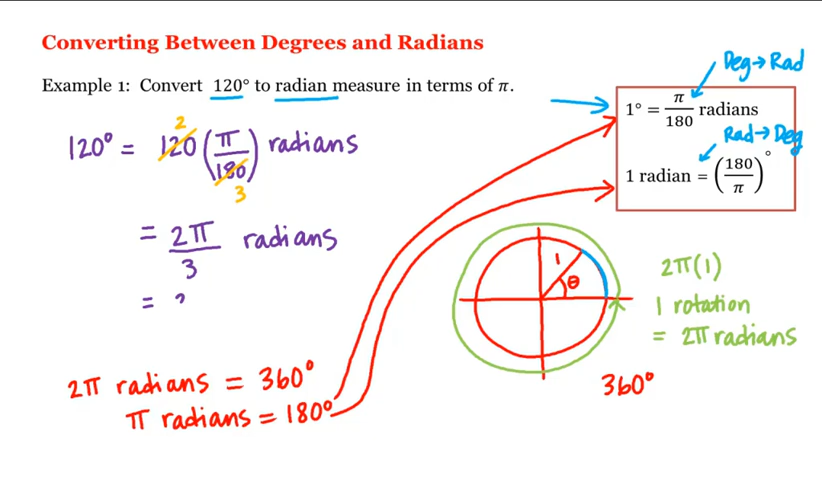 Converting Between Degrees and Radians
Example 1: Convert 120° to radian measure in terms of π.
Deg→Rad
1° = π/180 radians
Rad→Deg
1 radian = (180/π)°
2
120° = 120 (π/180) radians
3
= 2π/3 radians
=
1
θ
2π(1)
1 rotation
= 2π radians
360°
2π radians = 360°
π radians = 180°